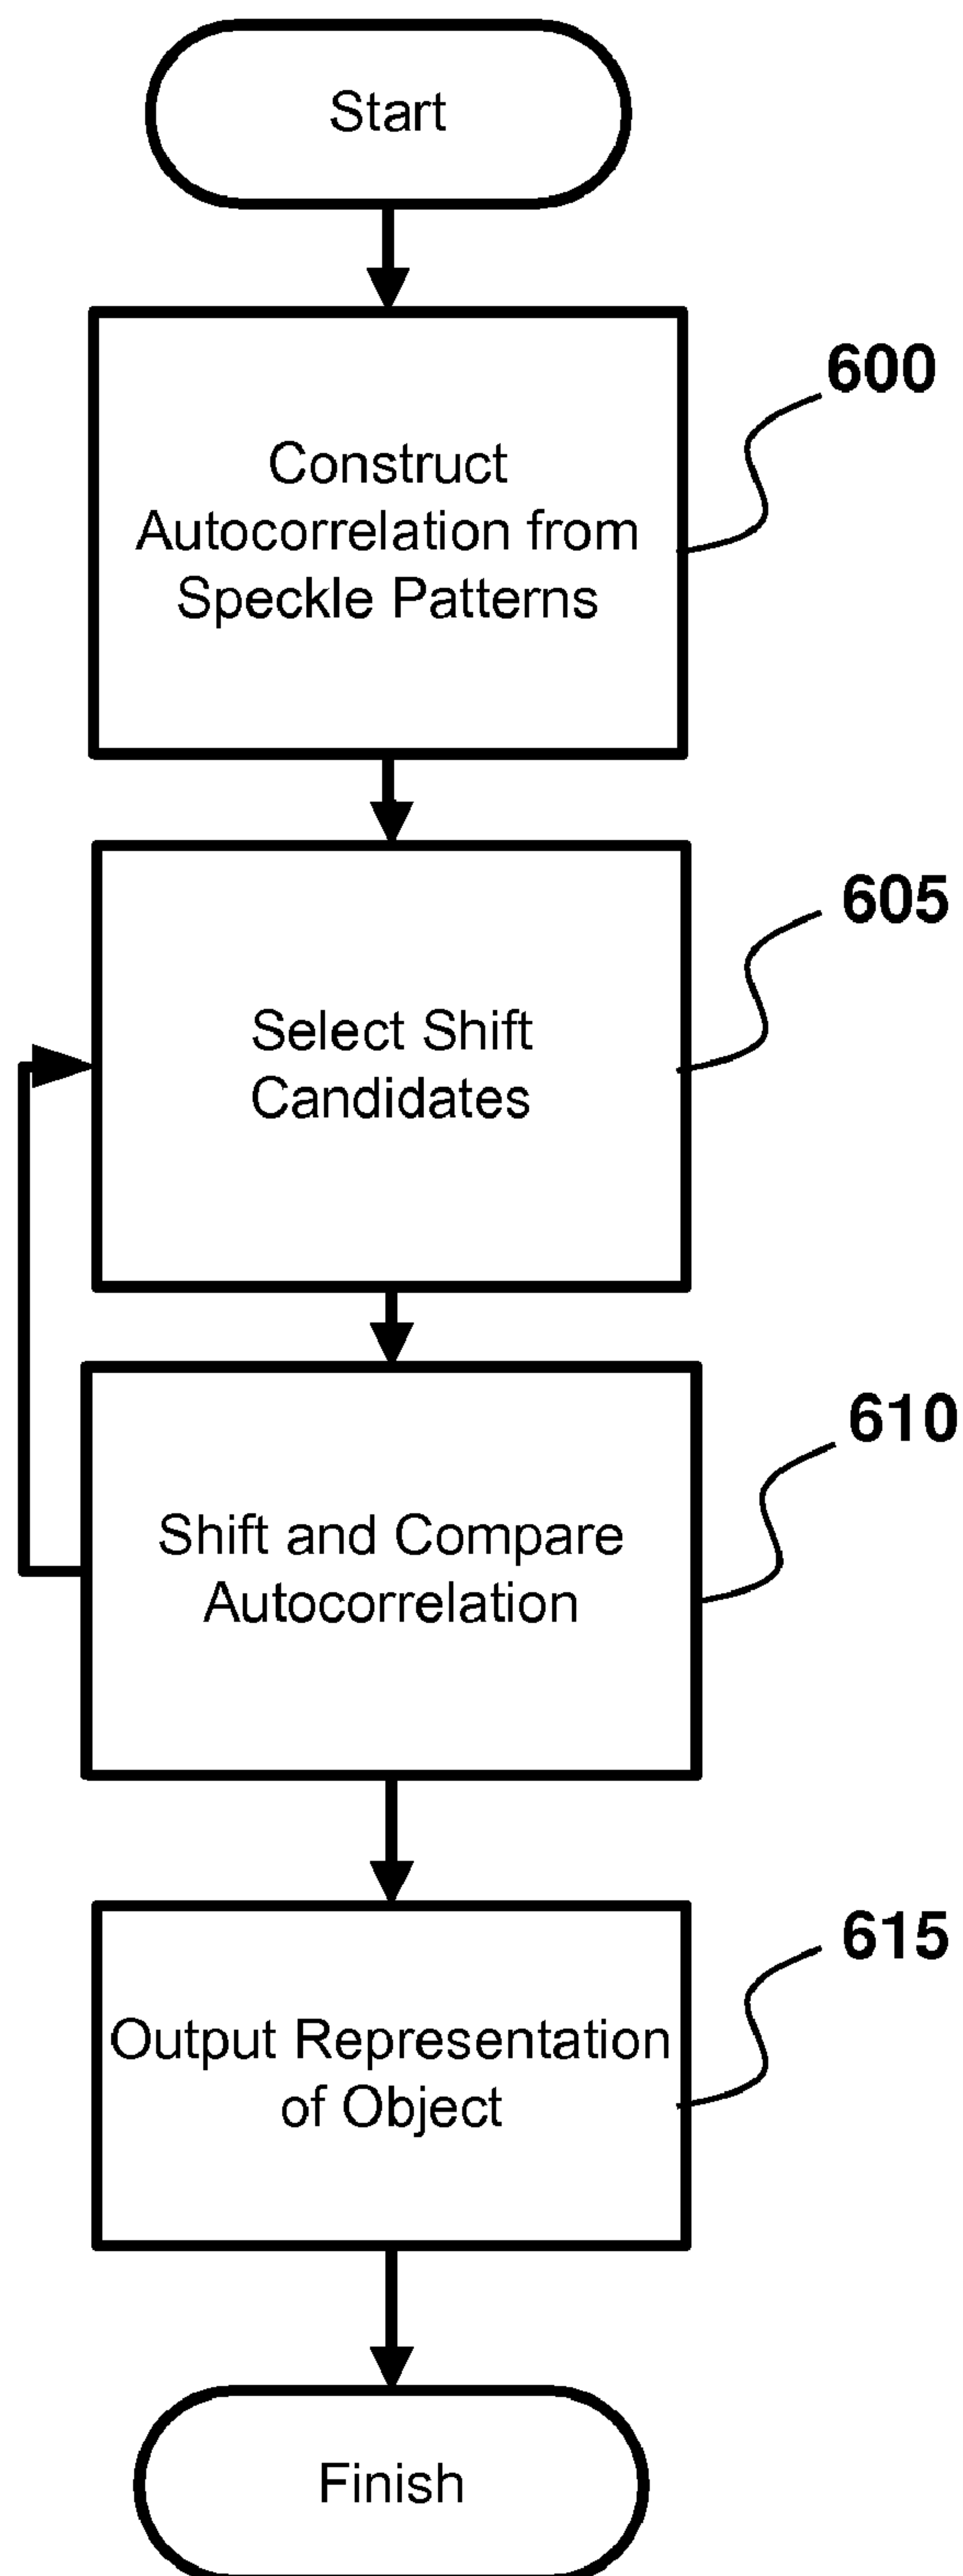 Start
600
Construct
Autocorrelation from
Speckle Patterns
605
Select Shift
Candidates
610
Shift and Compare
Autocorrelation
615
Output Representation
of Object
Finish